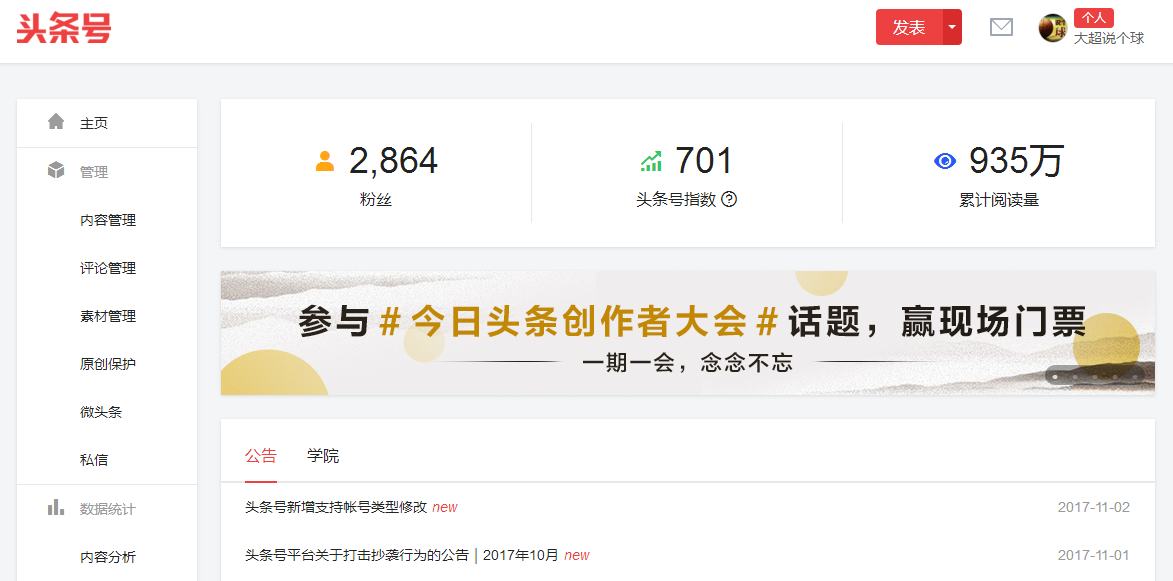 头条号
发表
个人
大超说个球
主页
管理
内容管理
评论管理
素材管理
原创保护
微头条
私信
数据统计
内容分析
2,864
粉丝
701
头条号指数 ?
935万
累计阅读量
参与#今日头条创作者大会#话题，赢现场门票
一期一会，念念不忘
公告 学院
头条号新增支持帐号类型修改 new 2017-11-02
头条号平台关于打击抄袭行为的公告｜2017年10月 new 2017-11-01